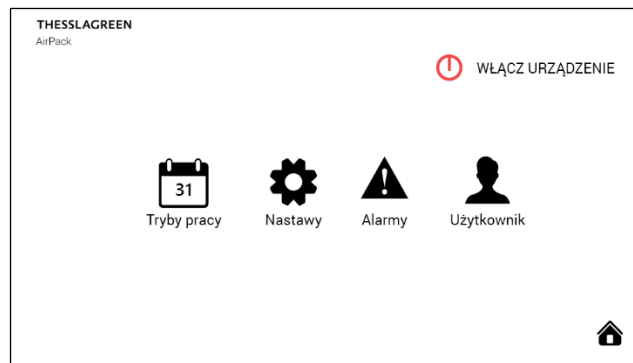 THESSLAGREEN
AirPack
WŁĄCZ URZĄDZENIE
31
Tryby pracy
Nastawy
Alarmy
Użytkownik